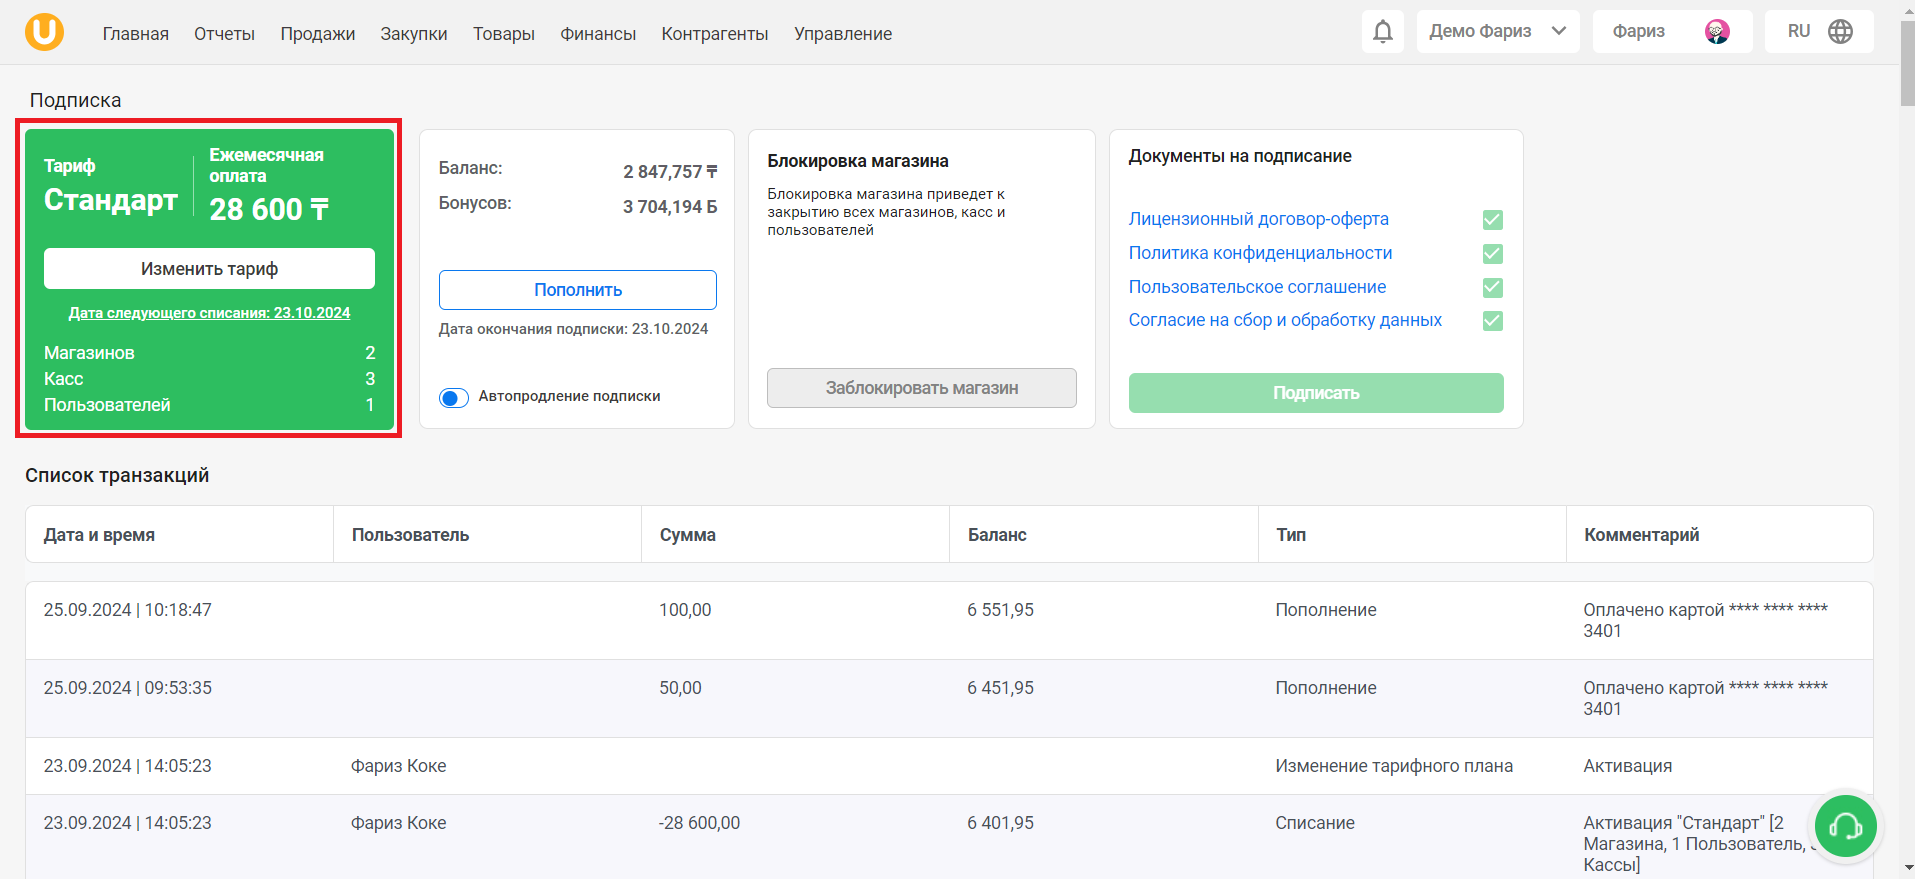 Главная Отчеты Продажи Закупки Товары Финансы Контрагенты Управление Демо Фариз Фариз RU
Подписка
Тариф
Стандарт
Ежемесячная
оплата
28 600 ₸
Изменить тариф
Дата следующего списания: 23.10.2024
Магазинов 2
Касс 3
Пользователей 1
Баланс: 2 847,757 ₸
Бонусов: 3 704,194 Б
Пополнить
Дата окончания подписки: 23.10.2024
Автопродление подписки
Блокировка магазина
Блокировка магазина приведет к
закрытию всех магазинов, касс и
пользователей
Заблокировать магазин
Документы на подписание
Лицензионный договор-оферта
Политика конфиденциальности
Пользовательское соглашение
Согласие на сбор и обработку данных
Подписать
Список транзакций
Дата и время Пользователь Сумма Баланс Тип Комментарий
25.09.2024 | 10:18:47 100,00 6 551,95 Пополнение Оплачено картой **** **** ****
3401
25.09.2024 | 09:53:35 50,00 6 451,95 Пополнение Оплачено картой **** **** ****
3401
23.09.2024 | 14:05:23 Фариз Коке Изменение тарифного плана Активация
23.09.2024 | 14:05:23 Фариз Коке -28 600,00 6 401,95 Списание Активация "Стандарт" [2
Магазина, 1 Пользователь,
Кассы]